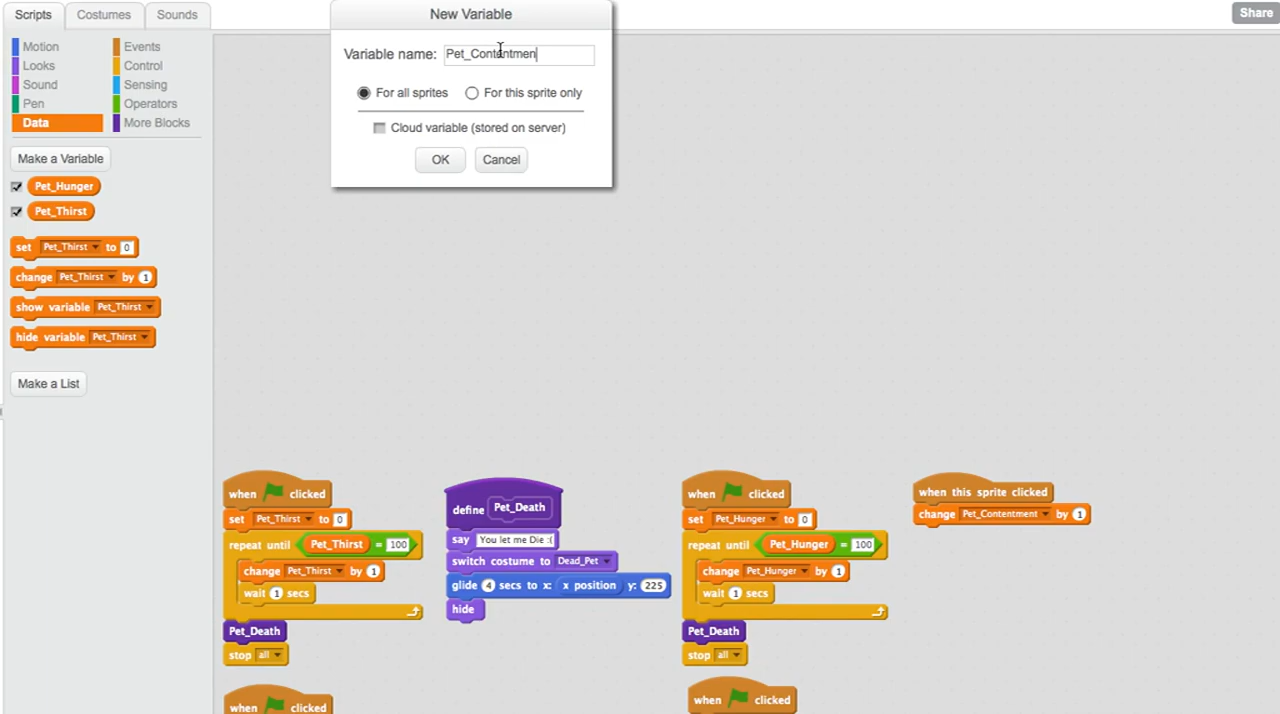 Scripts Costumes Sounds
New Variable
Share
Motion Events
Looks Control
Sound Sensing
Pen Operators
Data More Blocks
Variable name: Pet_Contentmen
For all sprites For this sprite only
Cloud variable (stored on server)
OK Cancel
Make a Variable
Pet_Hunger
Pet_Thirst
set Pet_Thirst to 0
change Pet_Thirst by 1
show variable Pet_Thirst
hide variable Pet_Thirst
Make a List
when clicked
set Pet_Thirst to 0
repeat until Pet_Thirst = 100
change Pet_Thirst by 1
wait 1 secs
Pet_Death
stop all
when clicked
define Pet_Death
say You let me Die :(
switch costume to Dead_Pet
glide 4 secs to x: x position y: 225
hide
when clicked
set Pet_Hunger to 0
repeat until Pet_Hunger = 100
change Pet_Hunger by 1
wait 1 secs
Pet_Death
stop all
when clicked
when this sprite clicked
change Pet_Contentment by 1